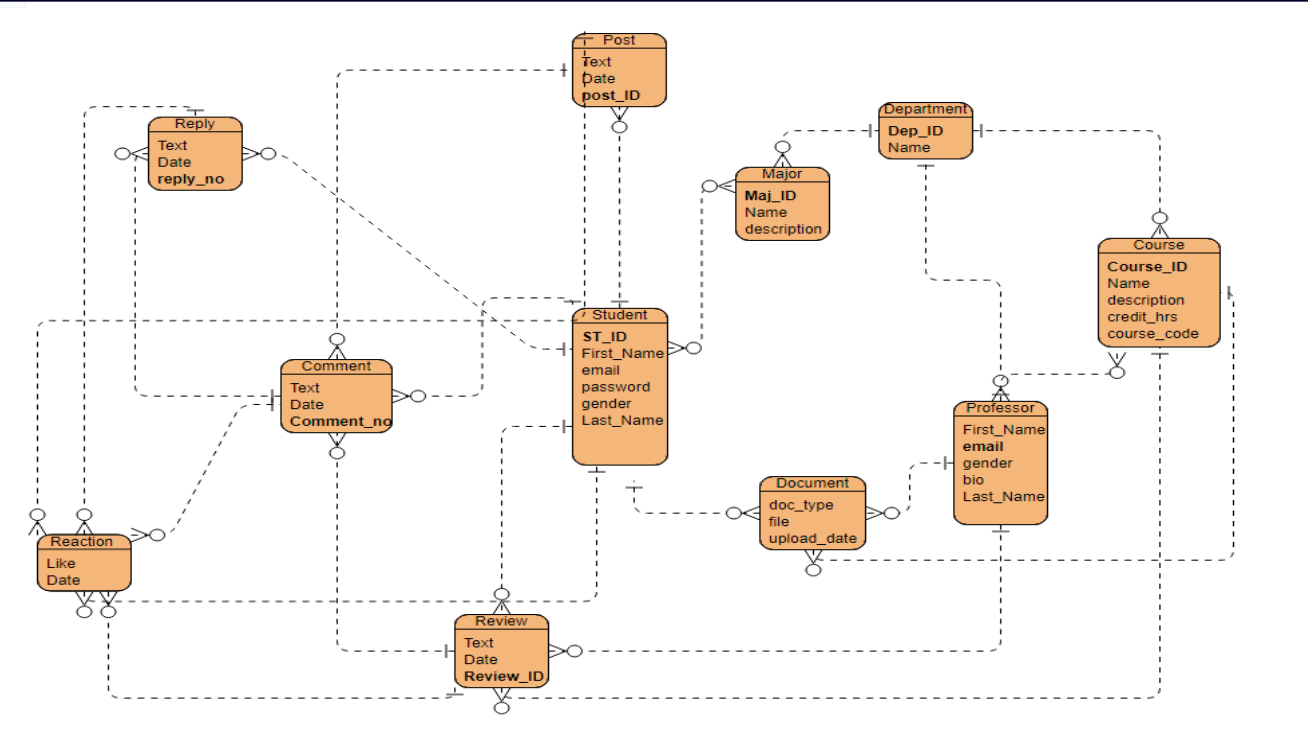 Post
Text
Date
post_ID
Reply
Text
Date
reply_no
Department
Dep_ID
Name
Major
Maj_ID
Name
description
Course
Course_ID
Name
description
credit_hrs
course_code
Student
ST_ID
First_Name
email
password
gender
Last_Name
Comment
Text
Date
Comment_no
Professor
First_Name
email
gender
bio
Last_Name
Document
doc_type
file
upload_date
Reaction
Like
Date
Review
Text
Date
Review_ID